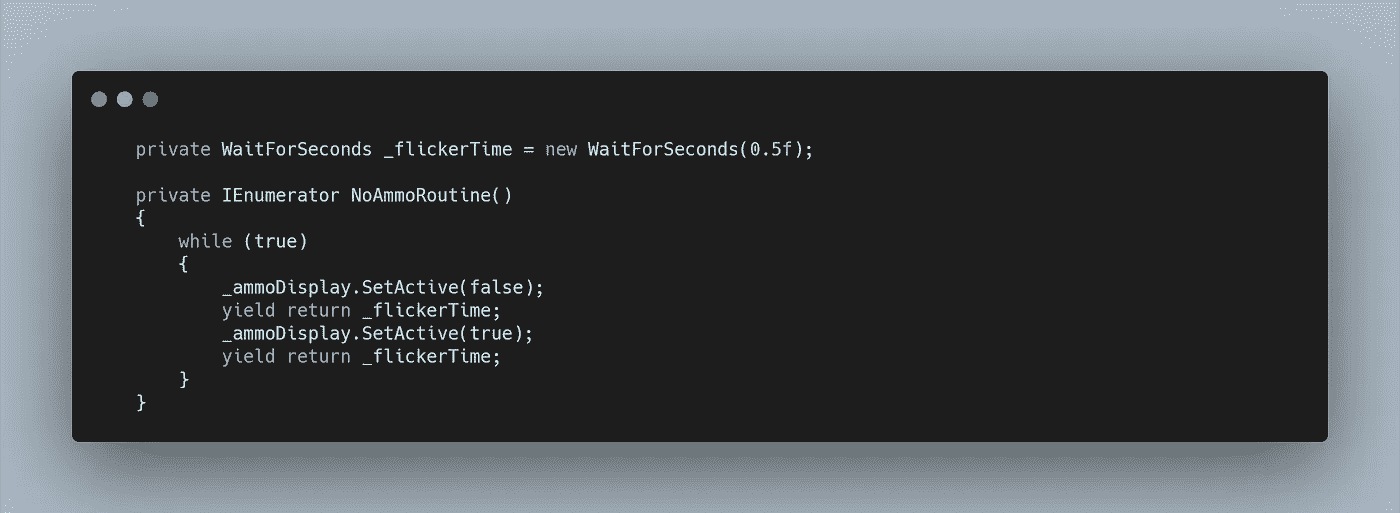 private WaitForSeconds _flickerTime = new WaitForSeconds(0.5f);

private IEnumerator NoAmmoRoutine()
{
    while (true)
    {
        _ammoDisplay.SetActive(false);
        yield return _flickerTime;
        _ammoDisplay.SetActive(true);
        yield return _flickerTime;
    }
}